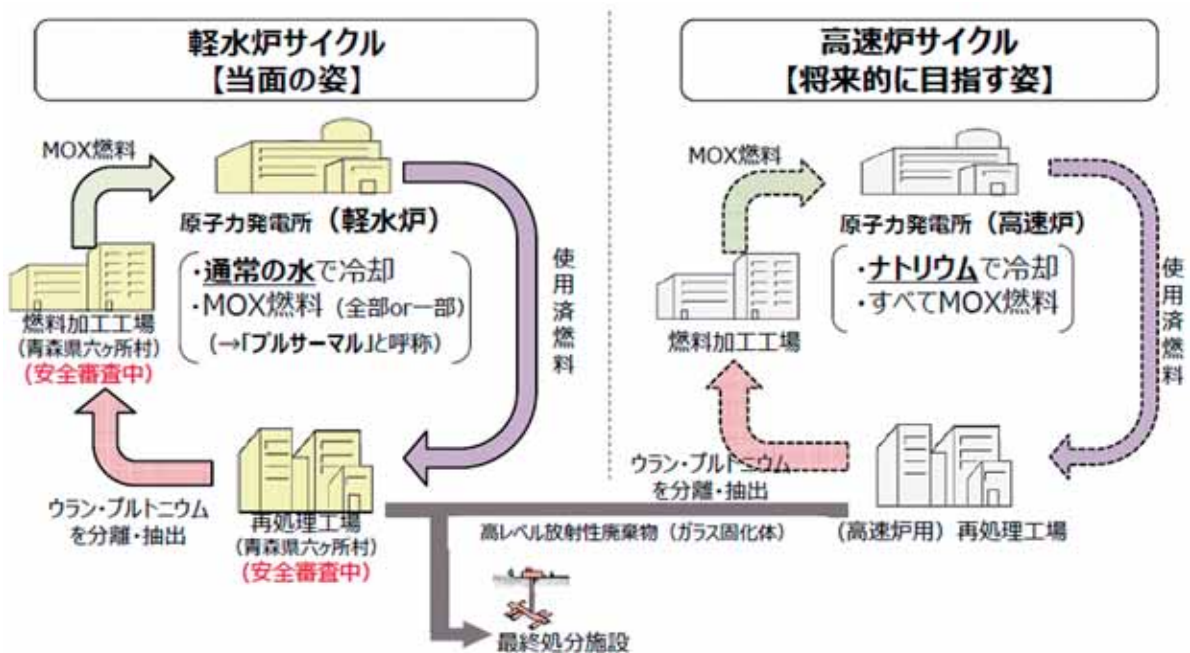 軽水炉サイクル
【当面の姿】
MOX燃料
原子力発電所（軽水炉）
・通常の水で冷却
・MOX燃料（全部or一部）
（→「プルサーマル」と呼称）
使用済燃料
燃料加工工場
（青森県六ヶ所村）
（安全審査中）
ウラン・プルトニウム
を分離・抽出
再処理工場
（青森県六ヶ所村）
（安全審査中）
高速炉サイクル
【将来的に目指す姿】
MOX燃料
原子力発電所（高速炉）
・ナトリウムで冷却
・すべてMOX燃料
使用済燃料
燃料加工工場
ウラン・プルトニウム
を分離・抽出
（高速炉用）再処理工場
高レベル放射性廃棄物（ガラス固化体）
最終処分施設